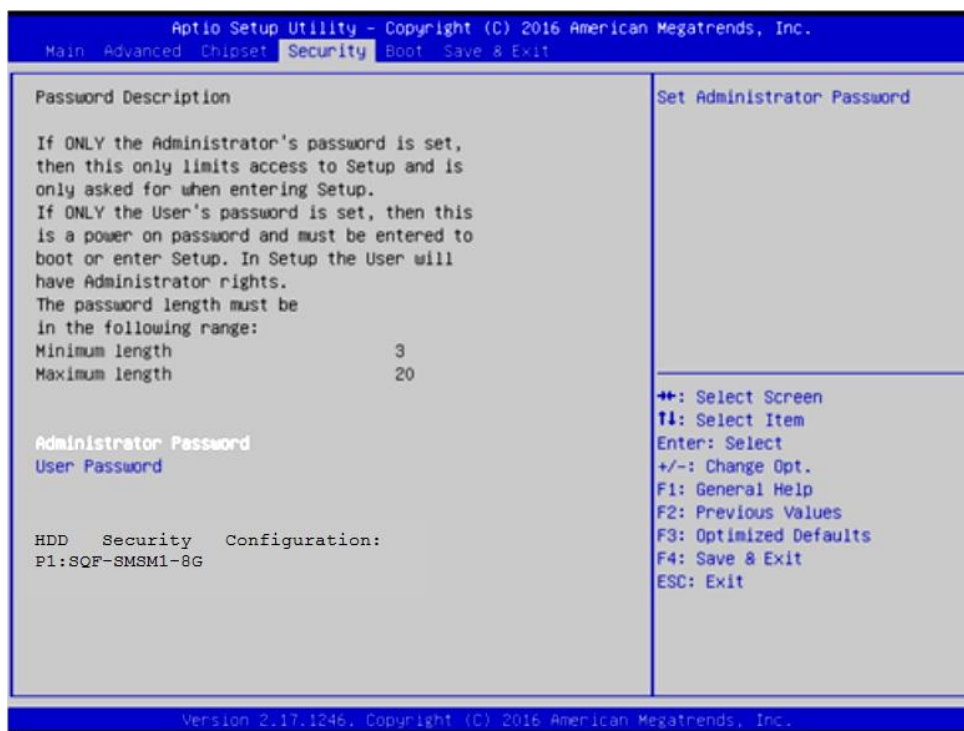 Aptio Setup Utility - Copyright (C) 2016 American Megatrends, Inc.
Main Advanced Chipset Security Boot Save & Exit
Password Description
If ONLY the Administrator's password is set,
then this only limits access to Setup and is
only asked for when entering Setup.
If ONLY the User's password is set, then this
is a power on password and must be entered to
boot or enter Setup. In Setup the User will
have Administrator rights.
The password length must be
in the following range:
Minimum length 3
Maximum length 20
Administrator Password
User Password
HDD Security Configuration:
P1:SQF-SMSM1-8G
Set Administrator Password
→←: Select Screen
↑↓: Select Item
Enter: Select
+/-: Change Opt.
F1: General Help
F2: Previous Values
F3: Optimized Defaults
F4: Save & Exit
ESC: Exit
Version 2.17.1246. Copyright (C) 2016 American Megatrends, Inc.